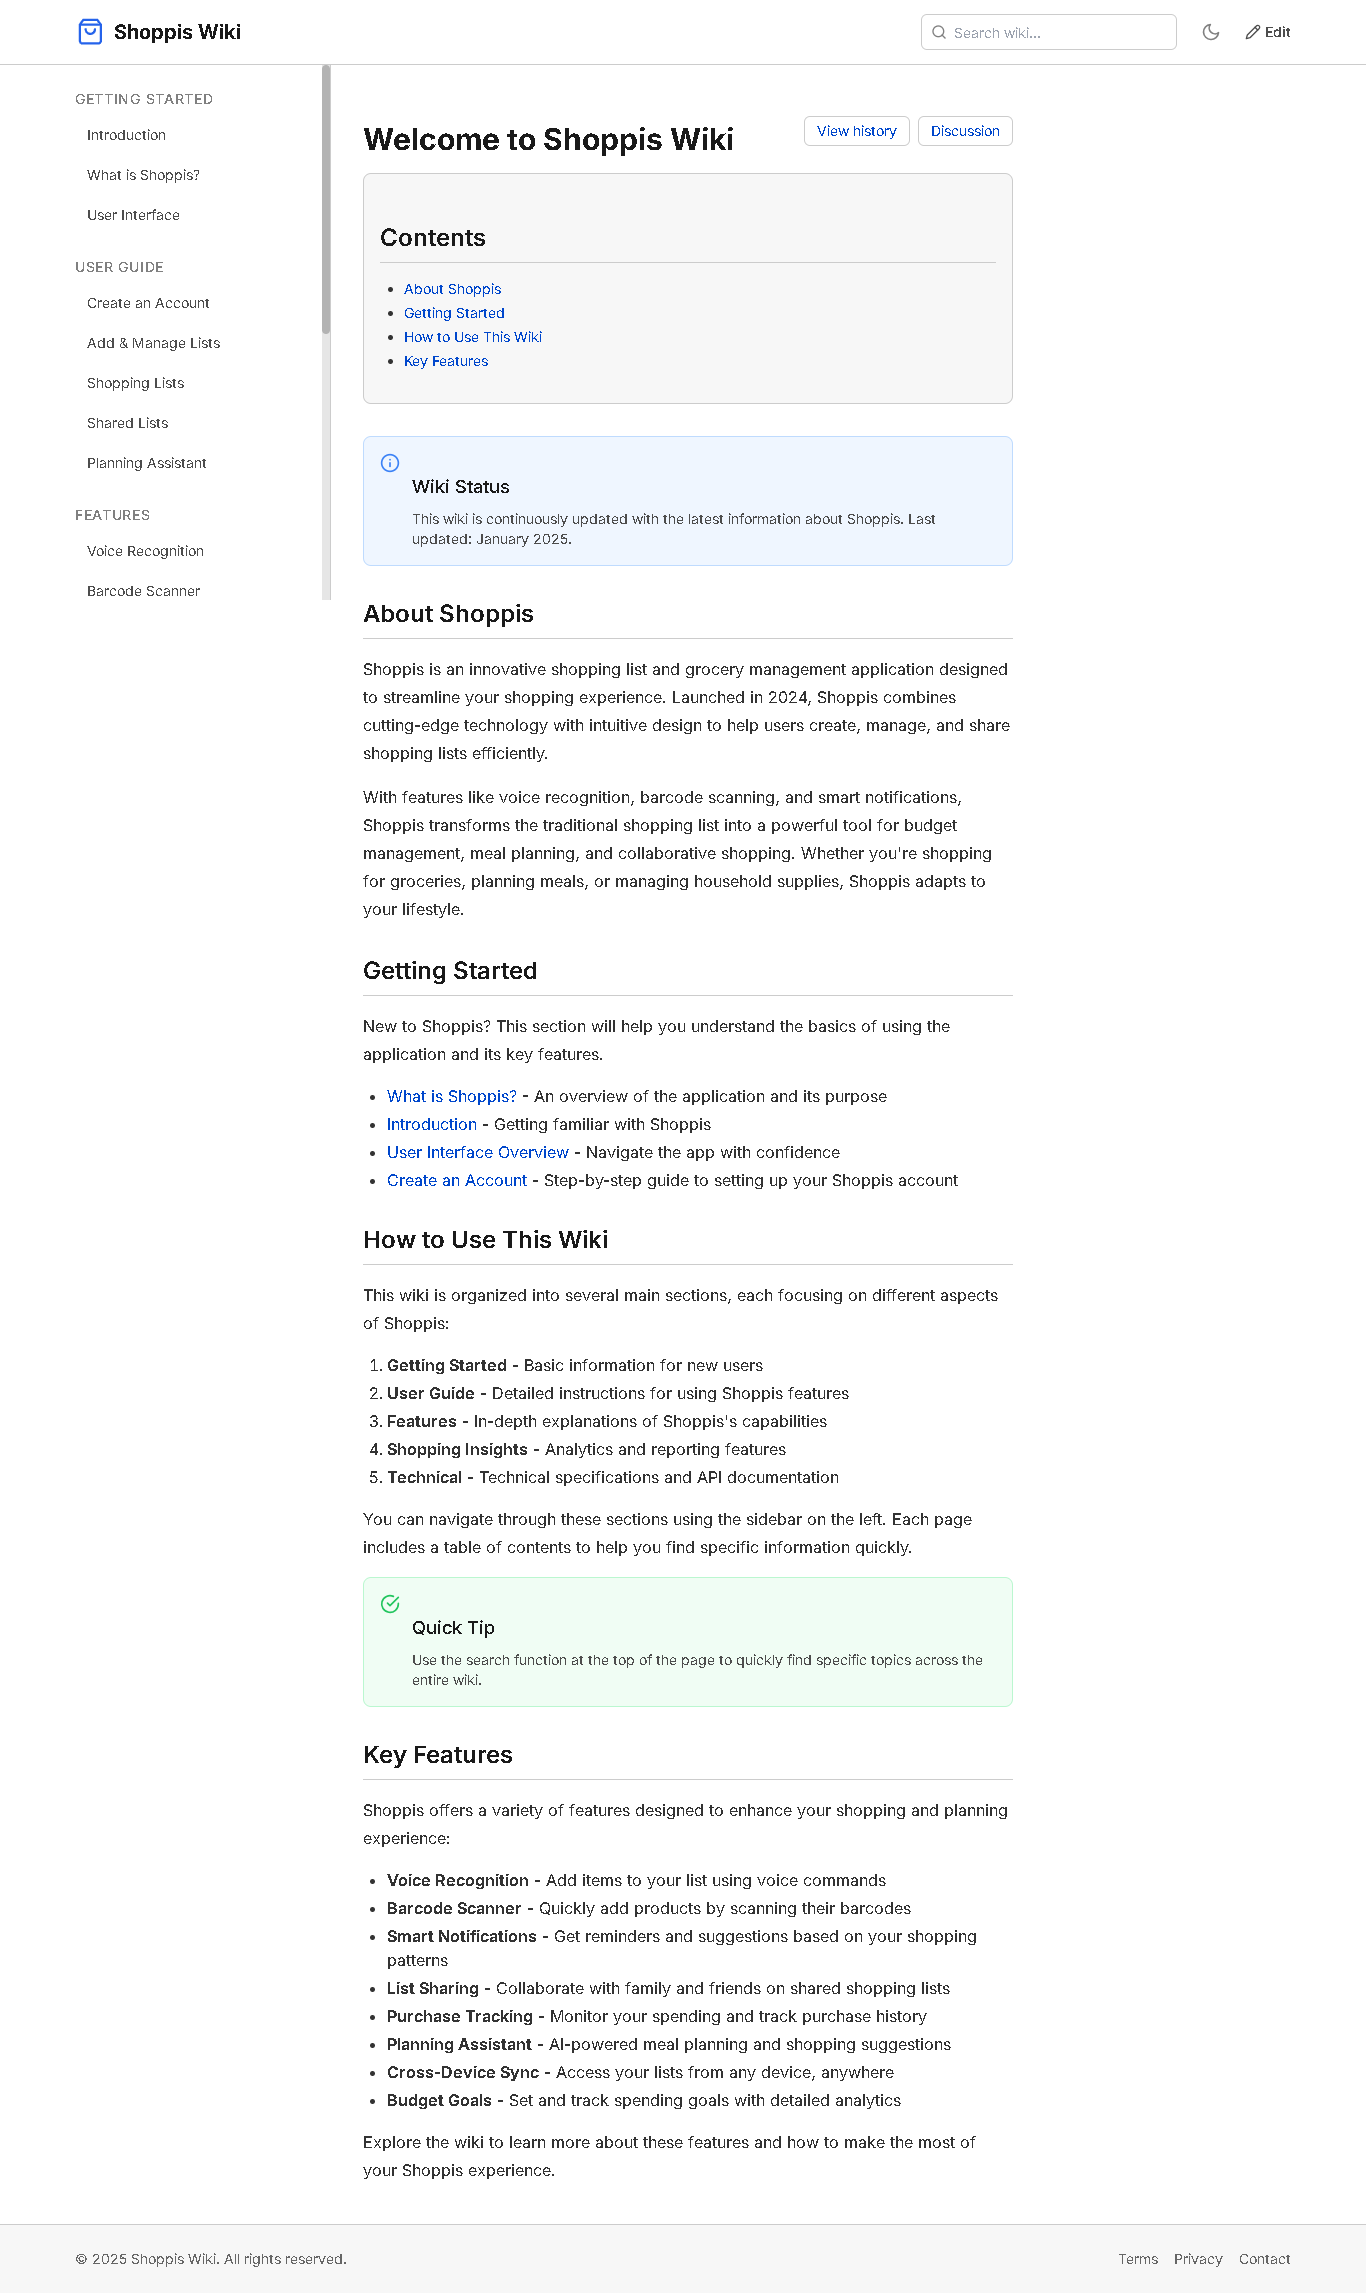 Shoppis Wiki
Search wiki...
Edit
GETTING STARTED
Introduction
What is Shoppis?
User Interface
USER GUIDE
Create an Account
Add & Manage Lists
Shopping Lists
Shared Lists
Planning Assistant
FEATURES
Voice Recognition
Barcode Scanner
Welcome to Shoppis Wiki
View history
Discussion
Contents
• About Shoppis
• Getting Started
• How to Use This Wiki
• Key Features
Wiki Status
This wiki is continuously updated with the latest information about Shoppis. Last
updated: January 2025.
About Shoppis
Shoppis is an innovative shopping list and grocery management application designed
to streamline your shopping experience. Launched in 2024, Shoppis combines
cutting-edge technology with intuitive design to help users create, manage, and share
shopping lists efficiently.
With features like voice recognition, barcode scanning, and smart notifications,
Shoppis transforms the traditional shopping list into a powerful tool for budget
management, meal planning, and collaborative shopping. Whether you're shopping
for groceries, planning meals, or managing household supplies, Shoppis adapts to
your lifestyle.
Getting Started
New to Shoppis? This section will help you understand the basics of using the
application and its key features.
• What is Shoppis? - An overview of the application and its purpose
• Introduction - Getting familiar with Shoppis
• User Interface Overview - Navigate the app with confidence
• Create an Account - Step-by-step guide to setting up your Shoppis account
How to Use This Wiki
This wiki is organized into several main sections, each focusing on different aspects
of Shoppis:
1. Getting Started - Basic information for new users
2. User Guide - Detailed instructions for using Shoppis features
3. Features - In-depth explanations of Shoppis's capabilities
4. Shopping Insights - Analytics and reporting features
5. Technical - Technical specifications and API documentation
You can navigate through these sections using the sidebar on the left. Each page
includes a table of contents to help you find specific information quickly.
Quick Tip
Use the search function at the top of the page to quickly find specific topics across the
entire wiki.
Key Features
Shoppis offers a variety of features designed to enhance your shopping and planning
experience:
• Voice Recognition - Add items to your list using voice commands
• Barcode Scanner - Quickly add products by scanning their barcodes
• Smart Notifications - Get reminders and suggestions based on your shopping
patterns
• List Sharing - Collaborate with family and friends on shared shopping lists
• Purchase Tracking - Monitor your spending and track purchase history
• Planning Assistant - AI-powered meal planning and shopping suggestions
• Cross-Device Sync - Access your lists from any device, anywhere
• Budget Goals - Set and track spending goals with detailed analytics
Explore the wiki to learn more about these features and how to make the most of
your Shoppis experience.
© 2025 Shoppis Wiki. All rights reserved.
Terms
Privacy
Contact